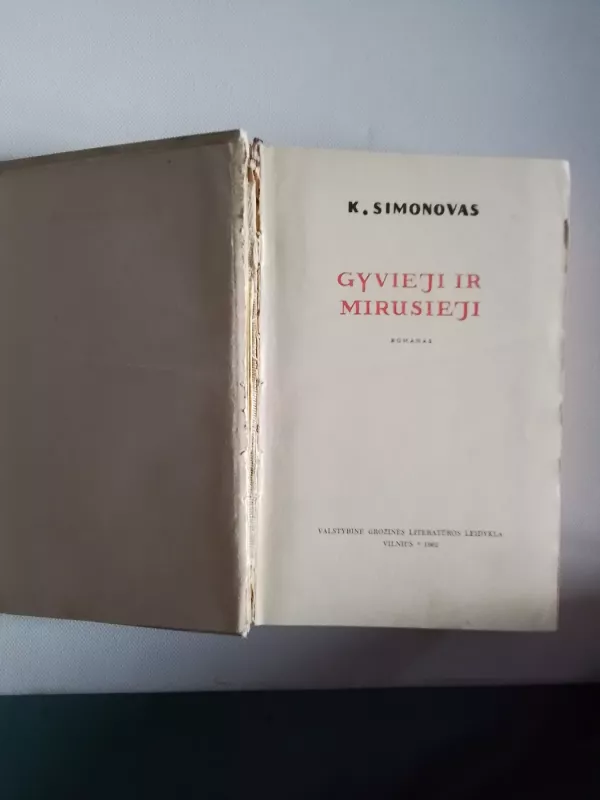 K. SIMONOVAS
GYVIEJI IR
MIRUSIEJI
ROMANAS
VALSTYBINĖ GROŽINĖS LITERATŪROS LEIDYKLA
VILNIUS * 1962